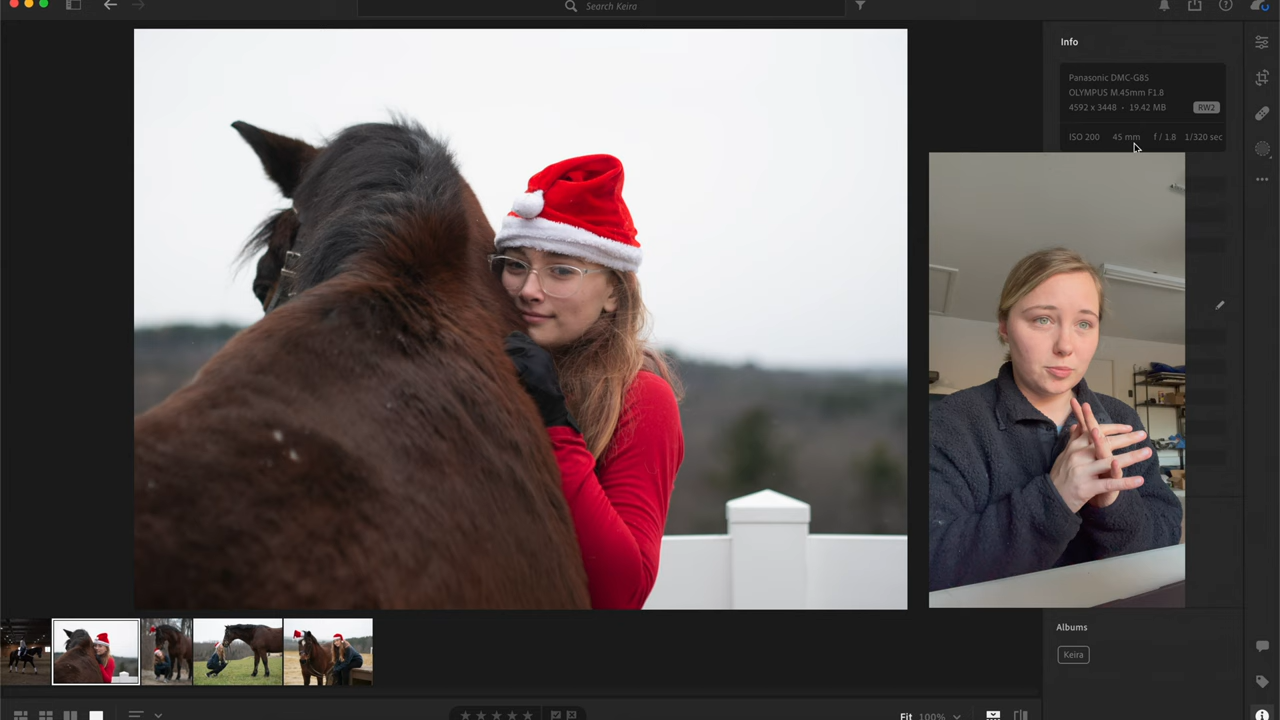 Search Keira
Info
Panasonic DMC-G85
OLYMPUS M.45mm F1.8
4592 x 3448 • 19.42 MB
RW2
ISO 200 45 mm f / 1.8 1/320 sec
Albums
Keira
Fit 100%